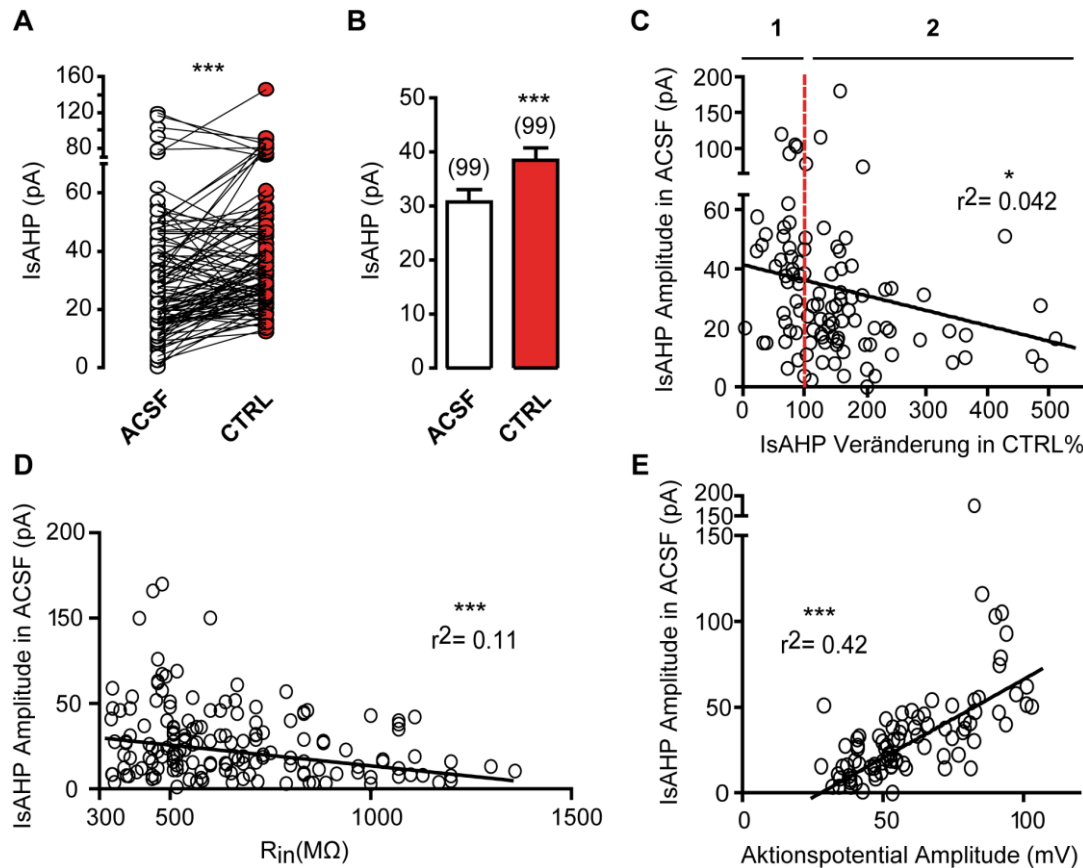 A
***
160
120
80
60
40
20
0
IsAHP (pA)
ACSF
CTRL
B
50
40
30
20
10
0
IsAHP (pA)
(99)
***
(99)
ACSF
CTRL
C
1
2
200
150
100
60
40
20
0
IsAHP Amplitude in ACSF (pA)
*
r2= 0.042
0 100 200 300 400 500
IsAHP Veränderung in CTRL%
D
200
150
50
0
IsAHP Amplitude in ACSF (pA)
***
r2= 0.11
300 500 1000 1500
Rin(MΩ)
E
200
150
100
50
0
IsAHP Amplitude in ACSF (pA)
***
r2= 0.42
0 50 100
Aktionspotential Amplitude (mV)